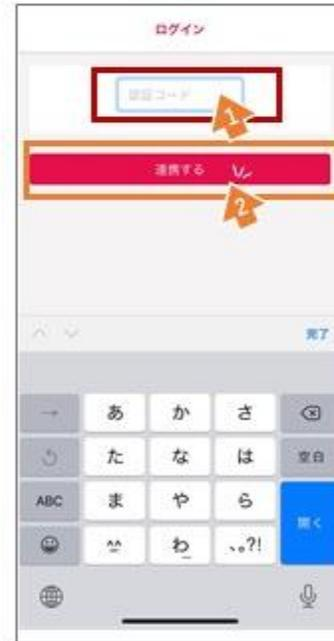 ログイン
認証コード
1
連携する
2
完了
→ あ か さ
た な は 空白
ABC ま や ら
^^ わ_ 、。?! 開く